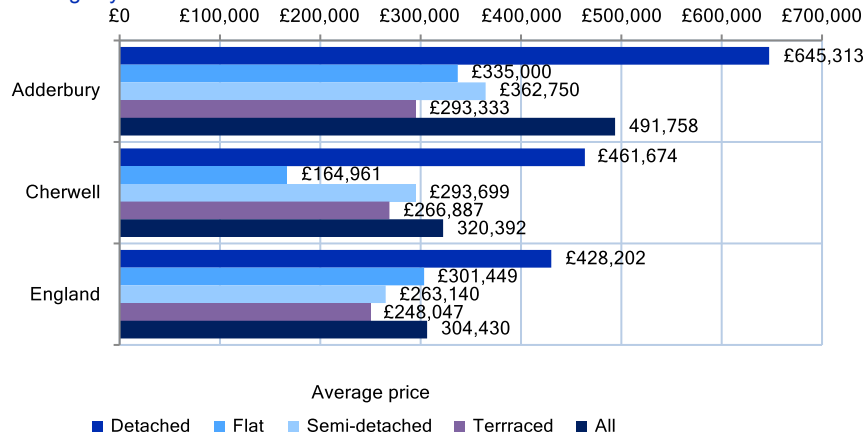 £0 £100,000 £200,000 £300,000 £400,000 £500,000 £600,000 £700,000
Adderbury
£645,313
£335,000
£362,750
£293,333
491,758
Cherwell
£461,674
£164,961
£293,699
£266,887
320,392
England
£428,202
£301,449
£263,140
£248,047
304,430
Average price
Detached Flat Semi-detached Terrraced All